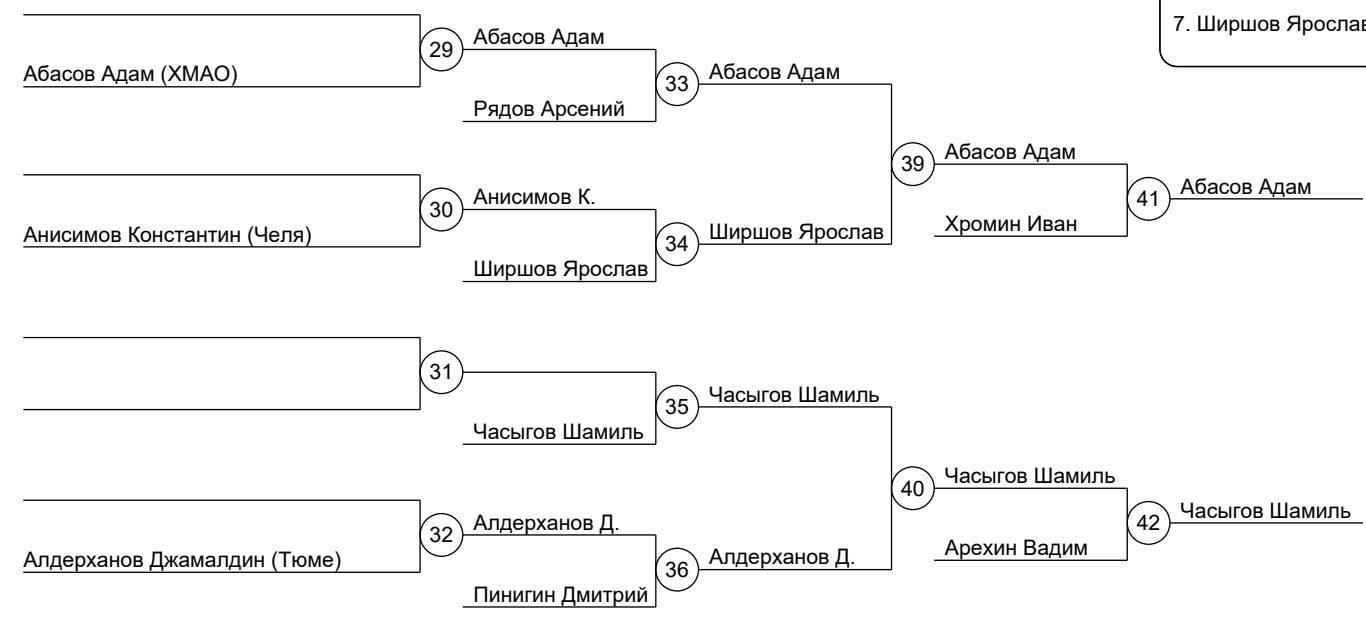 7. Ширшов Ярослав
29
Абасов Адам
Абасов Адам (ХМАО)
33
Абасов Адам
Рядов Арсений
39
Абасов Адам
30
Анисимов К.
41
Абасов Адам
Анисимов Константин (Челя)
34
Ширшов Ярослав
Хромин Иван
Ширшов Ярослав
31
35
Часыгов Шамиль
Часыгов Шамиль
40
Часыгов Шамиль
32
Алдерханов Д.
42
Часыгов Шамиль
Алдерханов Джамалдин (Тюме)
36
Алдерханов Д.
Арехин Вадим
Пинигин Дмитрий